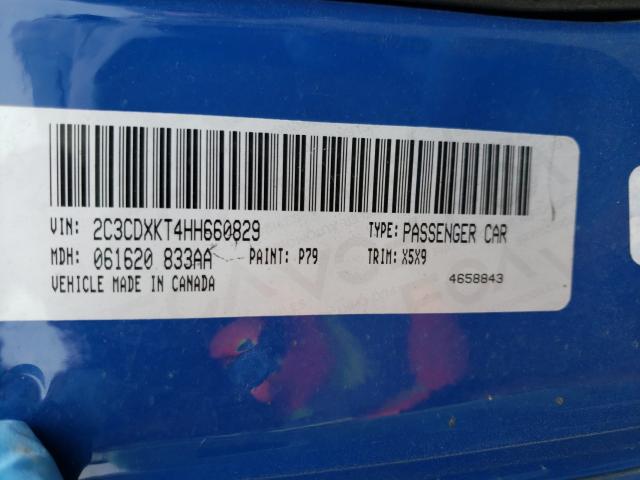 VIN: 2C3CDXKT4HH660829 TYPE: PASSENGER CAR
MDH: 061620 833AA PAINT: P79 TRIM: X5X9
VEHICLE MADE IN CANADA 4658843